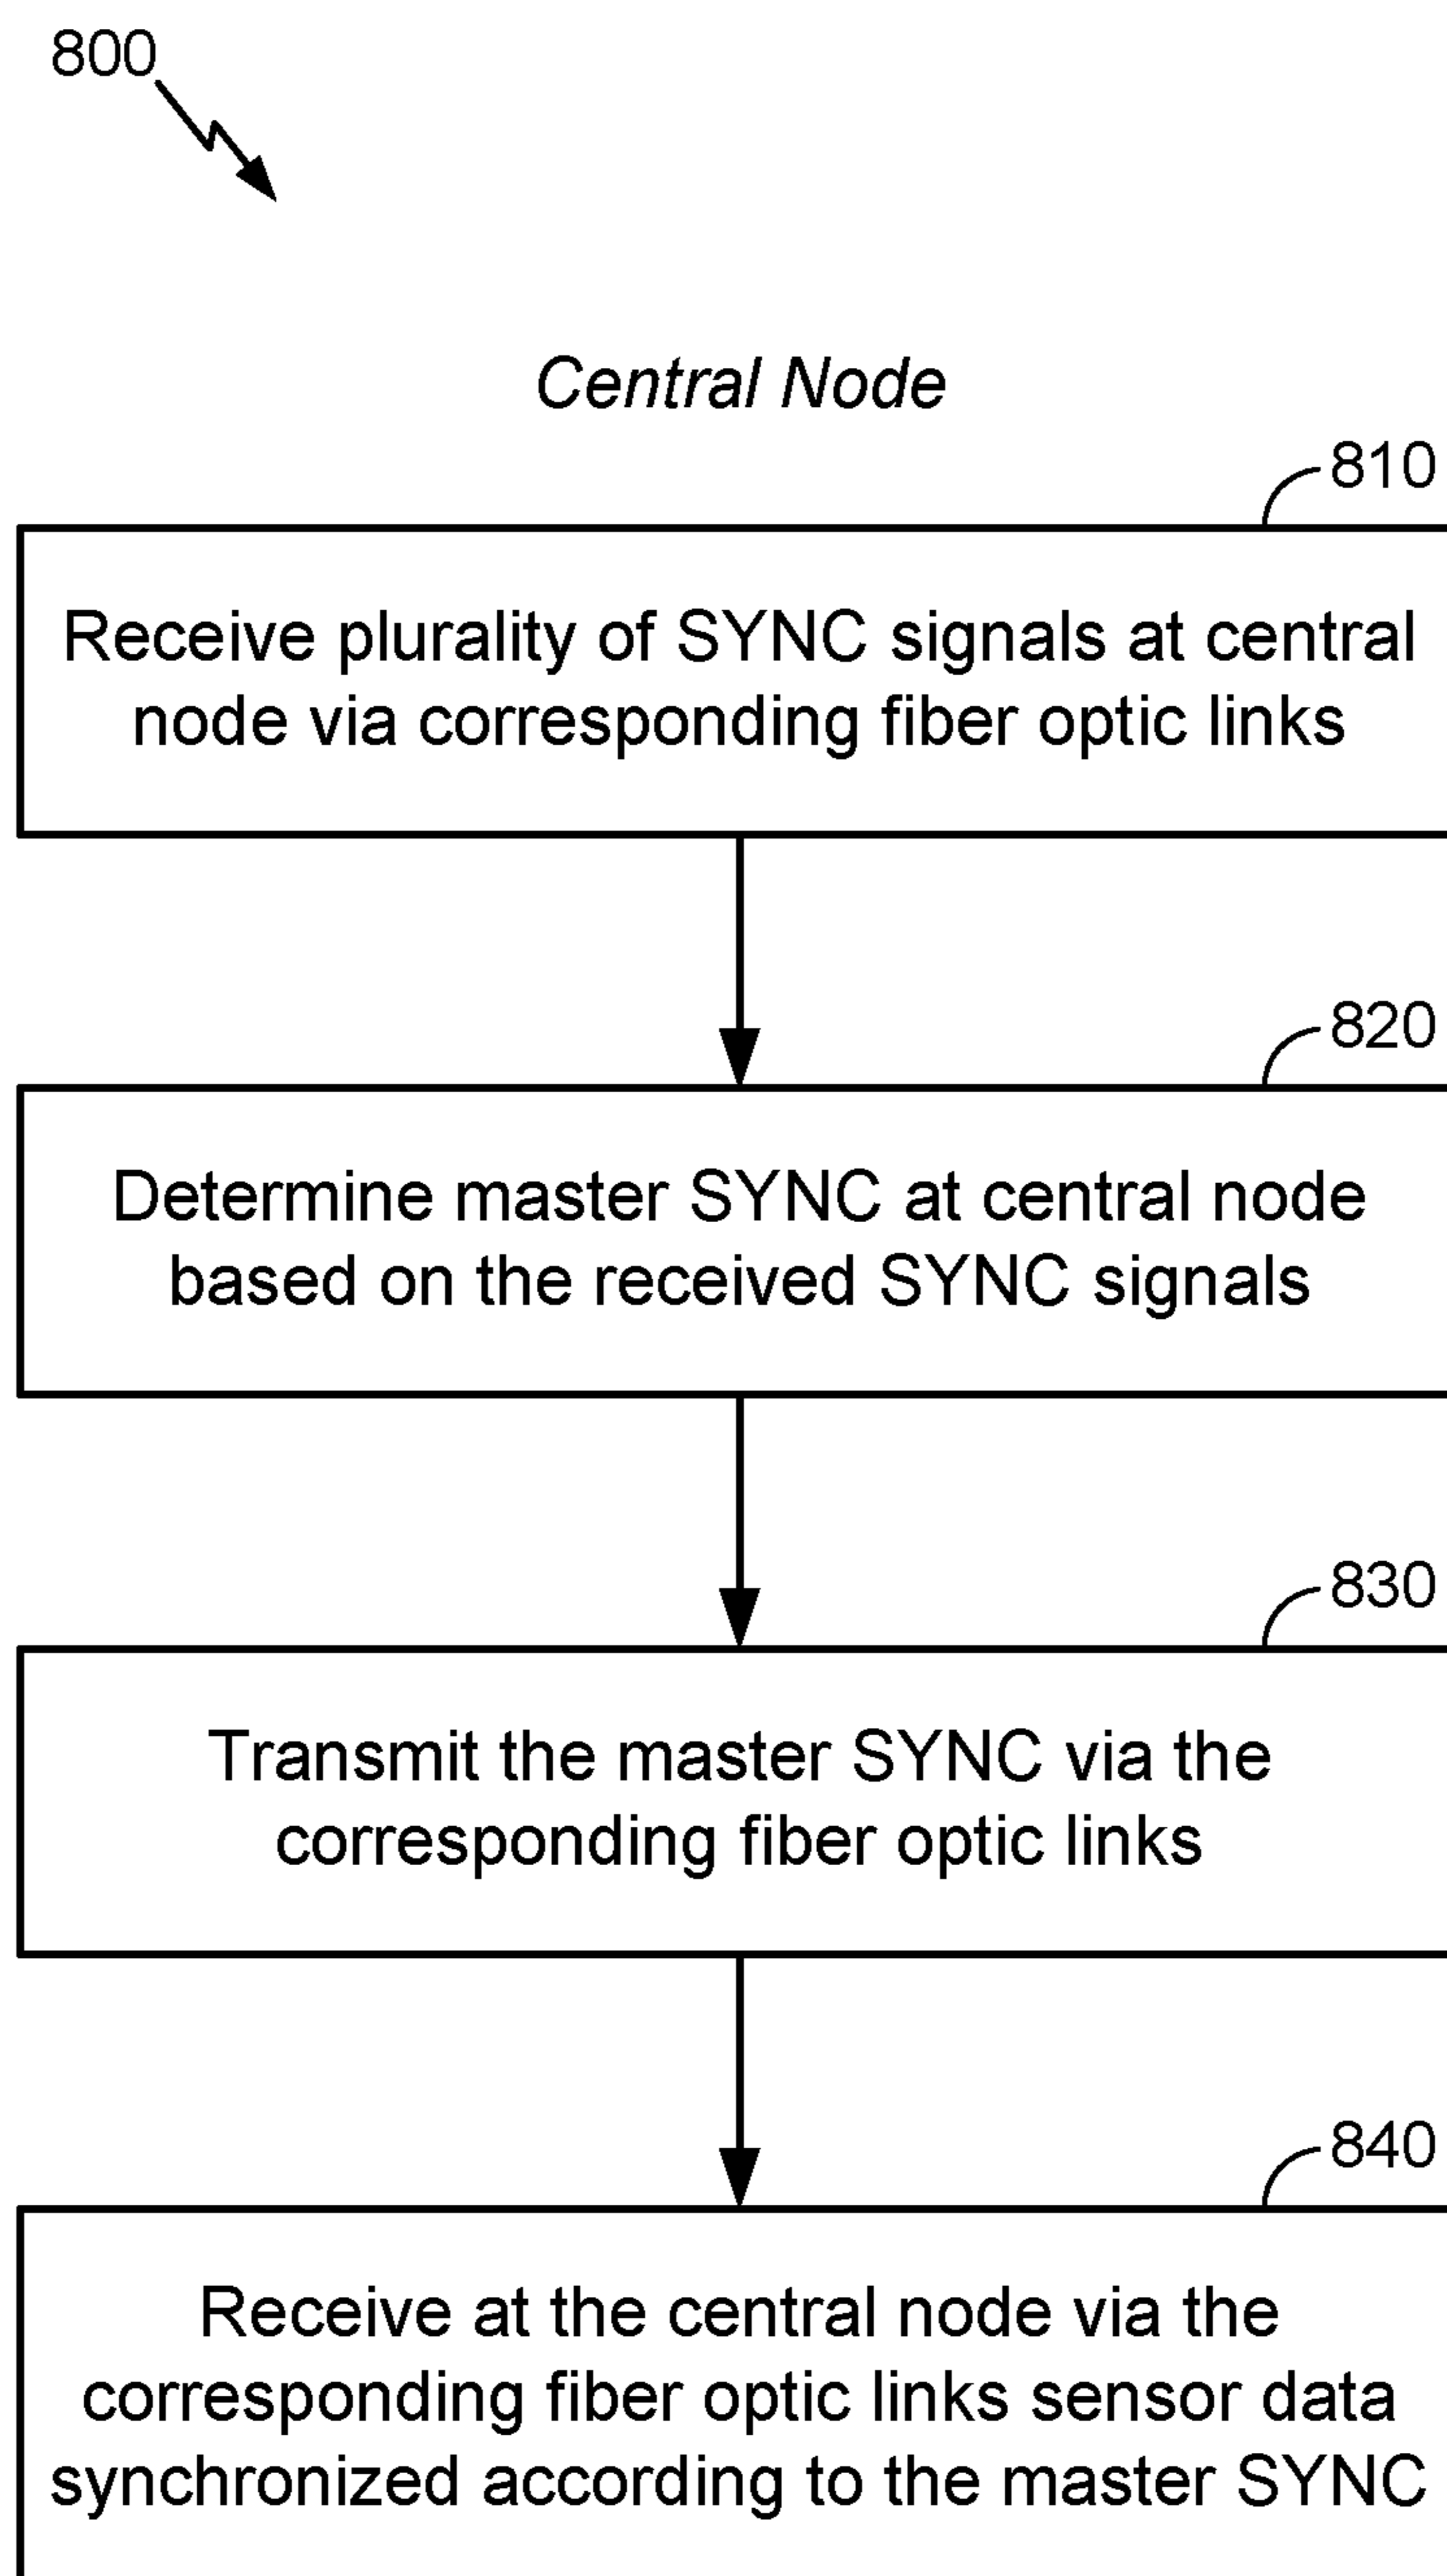 800
Central Node
810
Receive plurality of SYNC signals at central
node via corresponding fiber optic links
820
Determine master SYNC at central node
based on the received SYNC signals
830
Transmit the master SYNC via the
corresponding fiber optic links
840
Receive at the central node via the
corresponding fiber optic links sensor data
synchronized according to the master SYNC